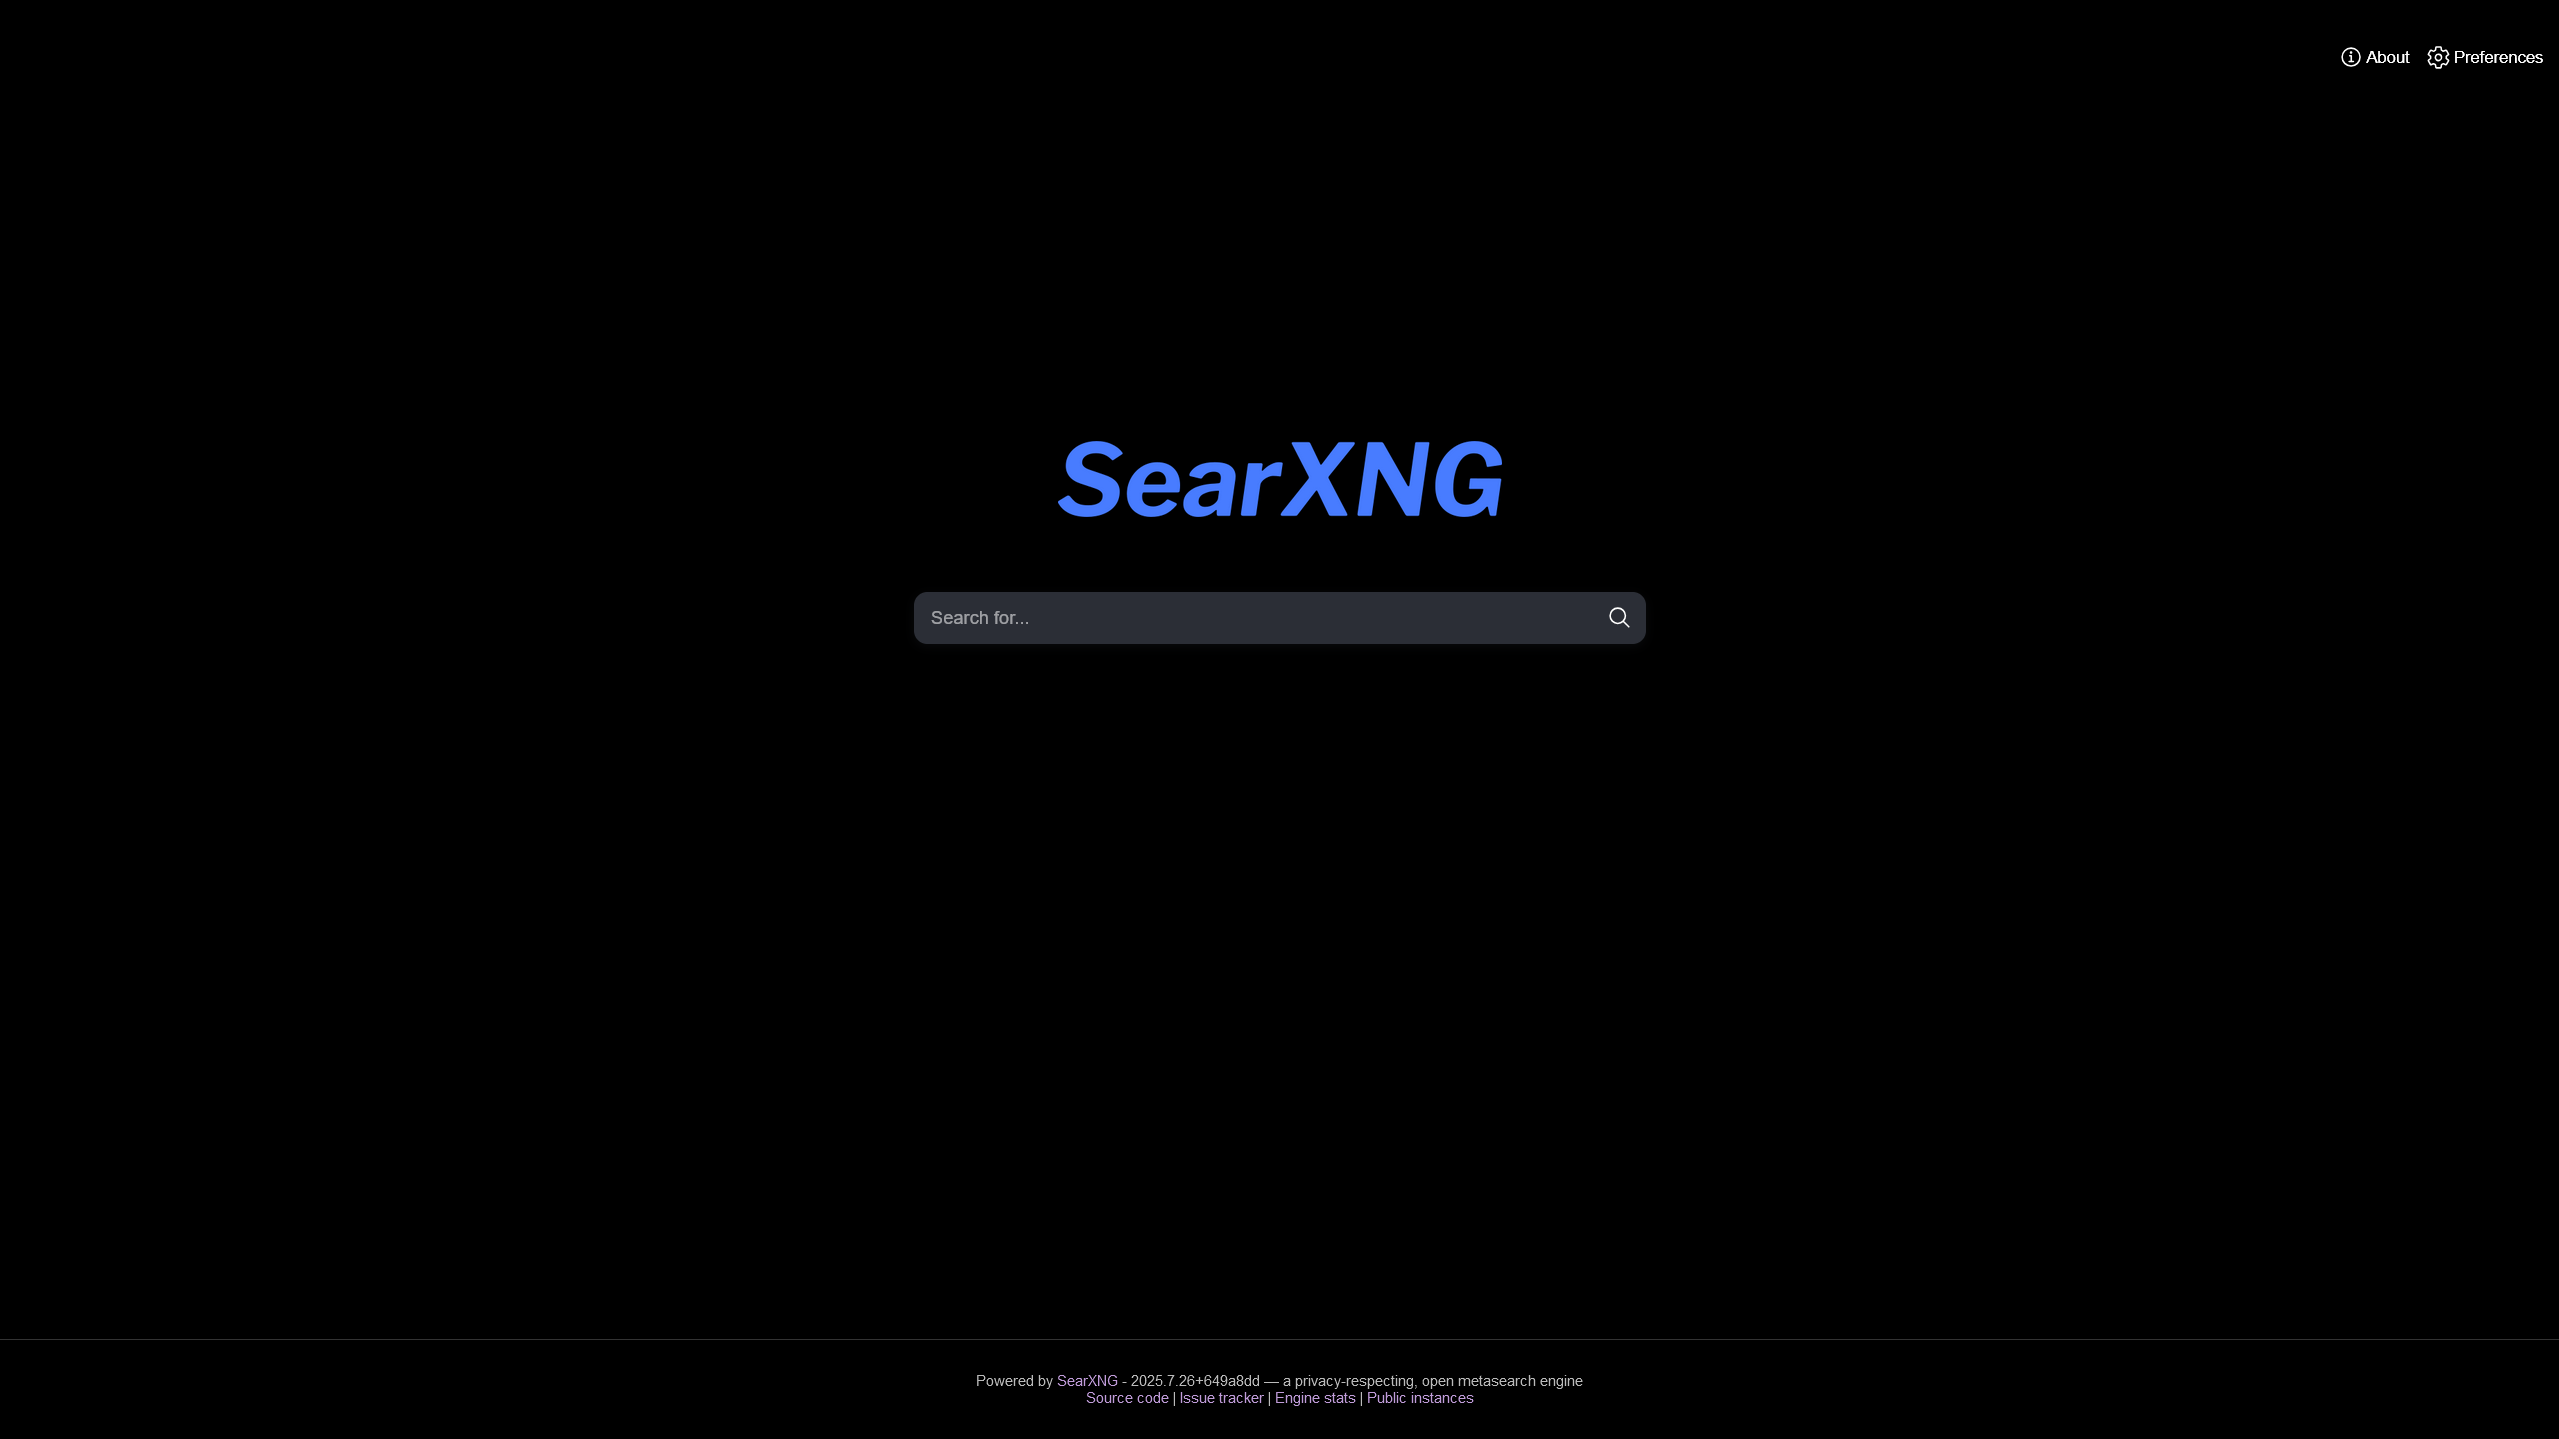 About
Preferences
SearXNG
Search for...
Powered by SearXNG - 2025.7.26+649a8dd — a privacy-respecting, open metasearch engine
Source code | Issue tracker | Engine stats | Public instances